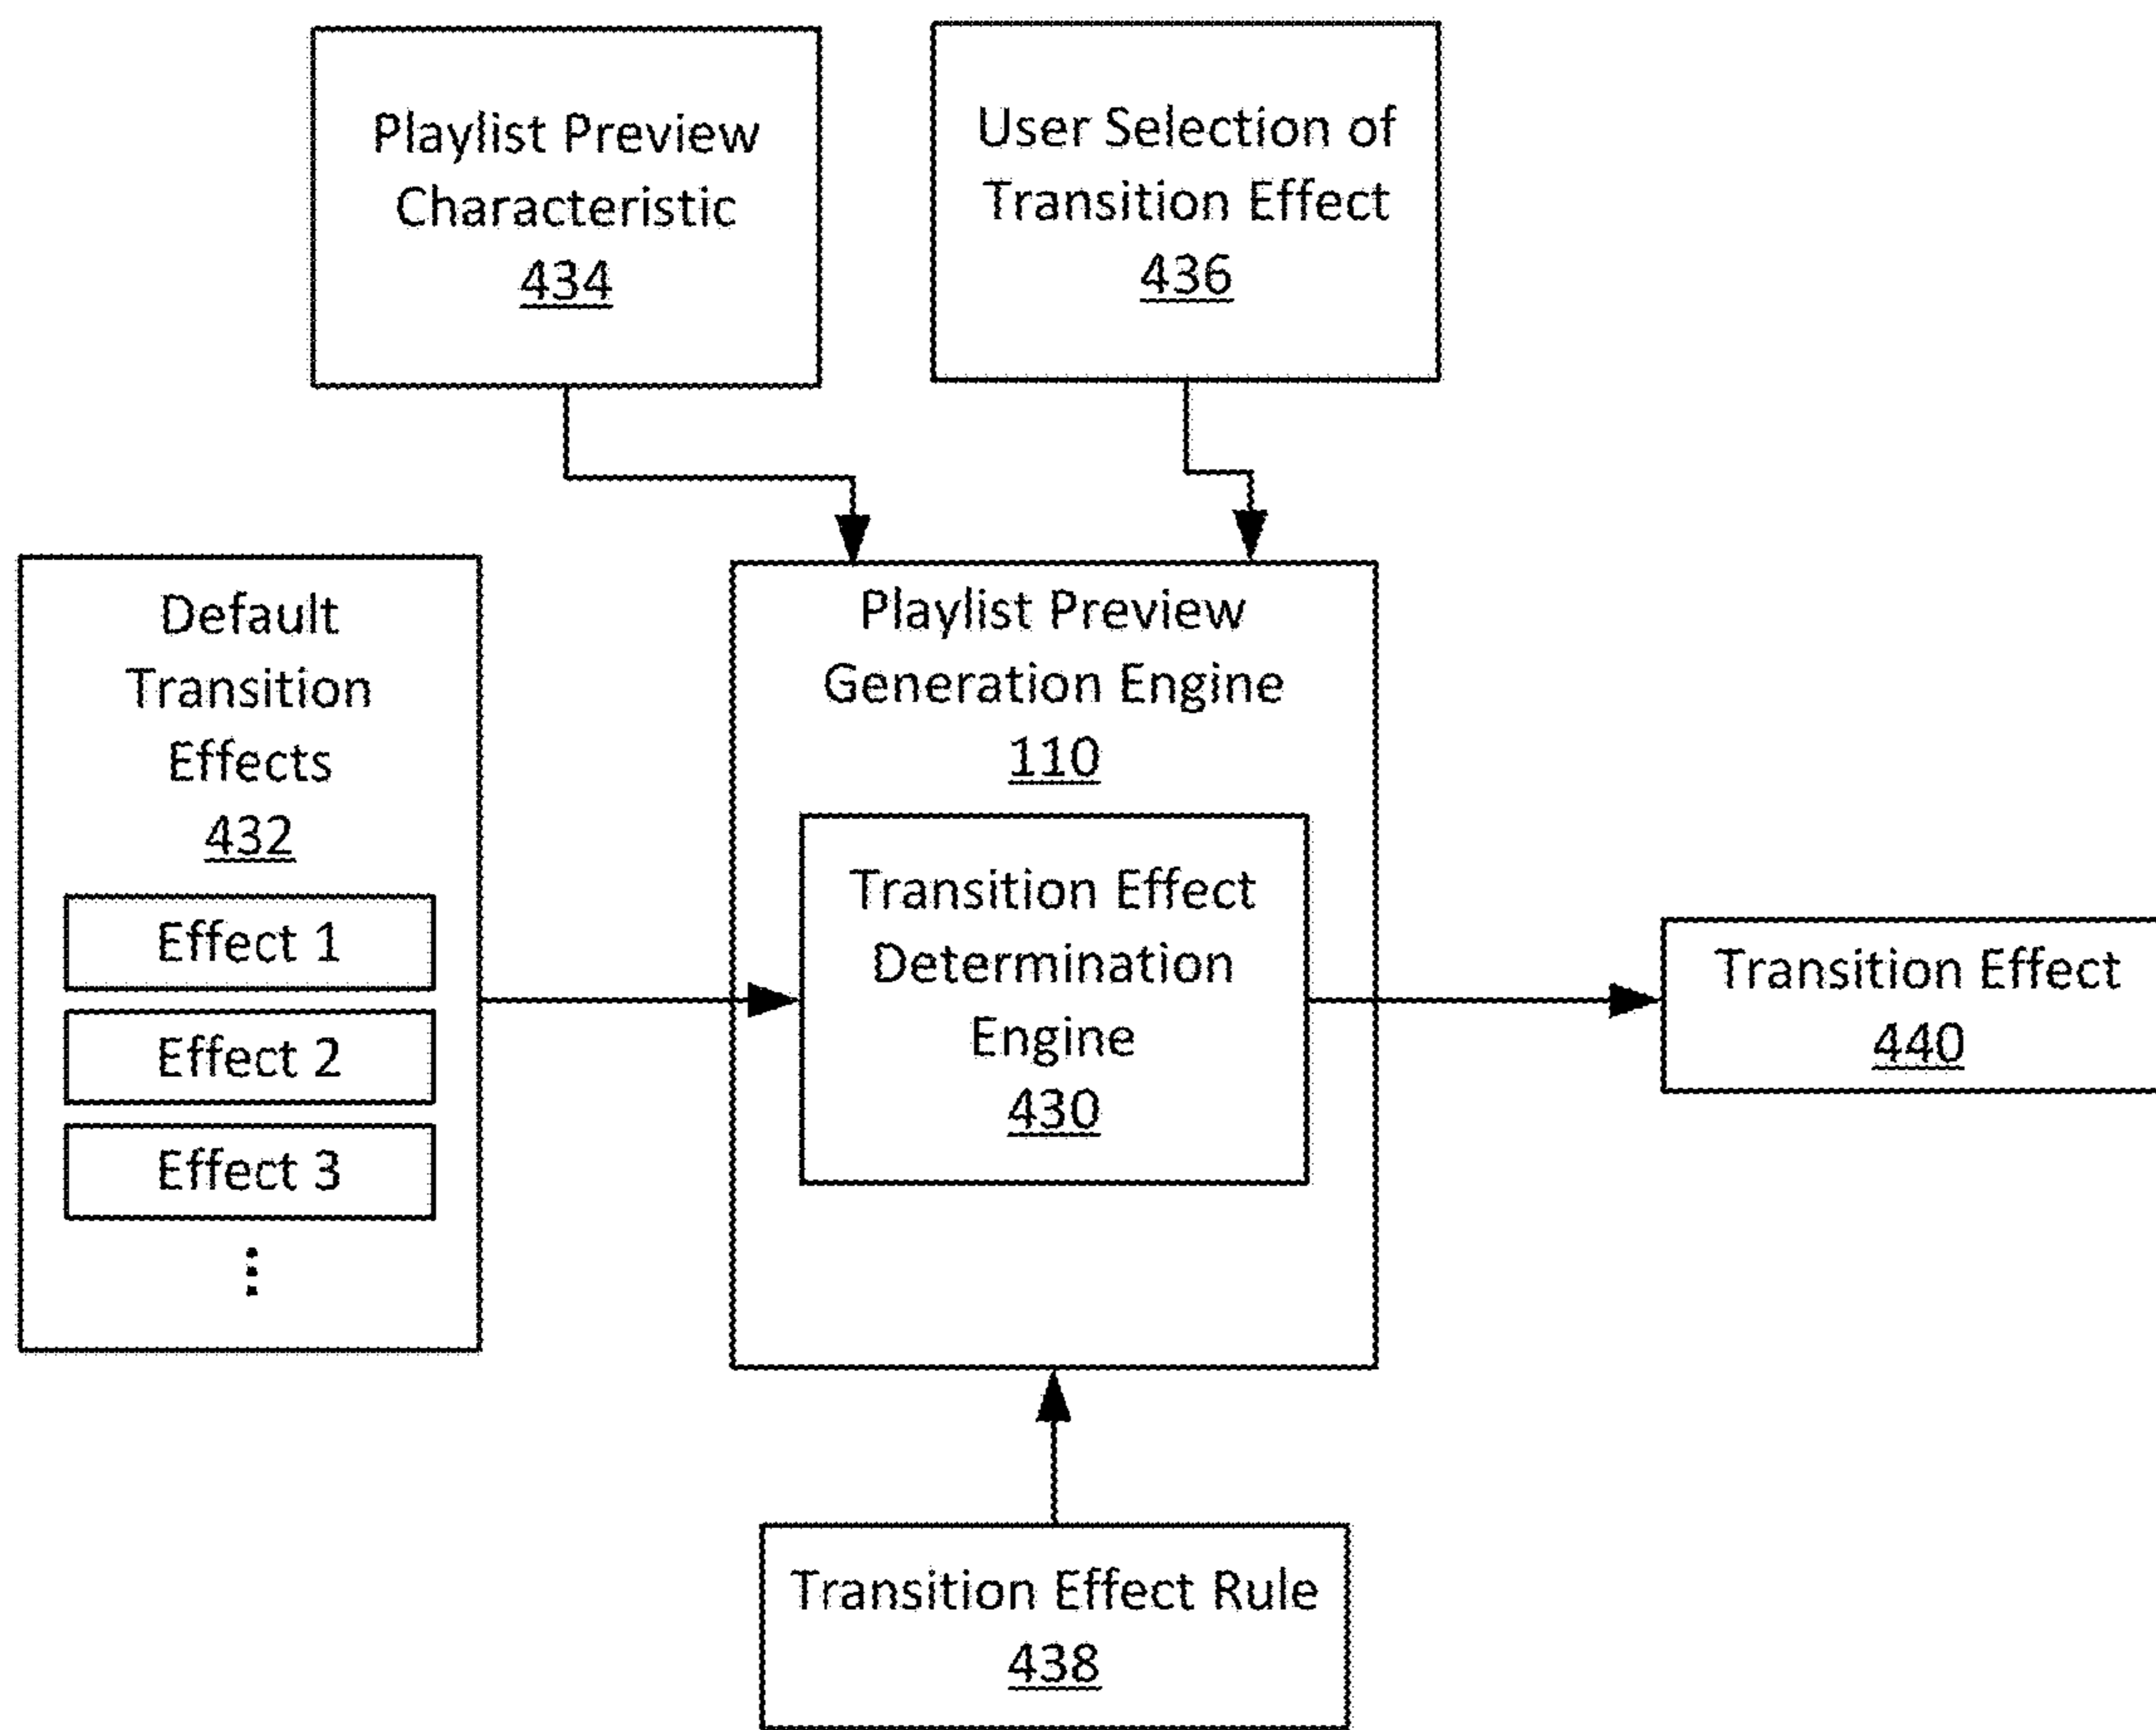 Playlist Preview
Characteristic
434
User Selection of
Transition Effect
436
Default
Transition
Effects
432
Effect 1
Effect 2
Effect 3
Playlist Preview
Generation Engine
110
Transition Effect
Determination
Engine
430
Transition Effect
440
Transition Effect Rule
438